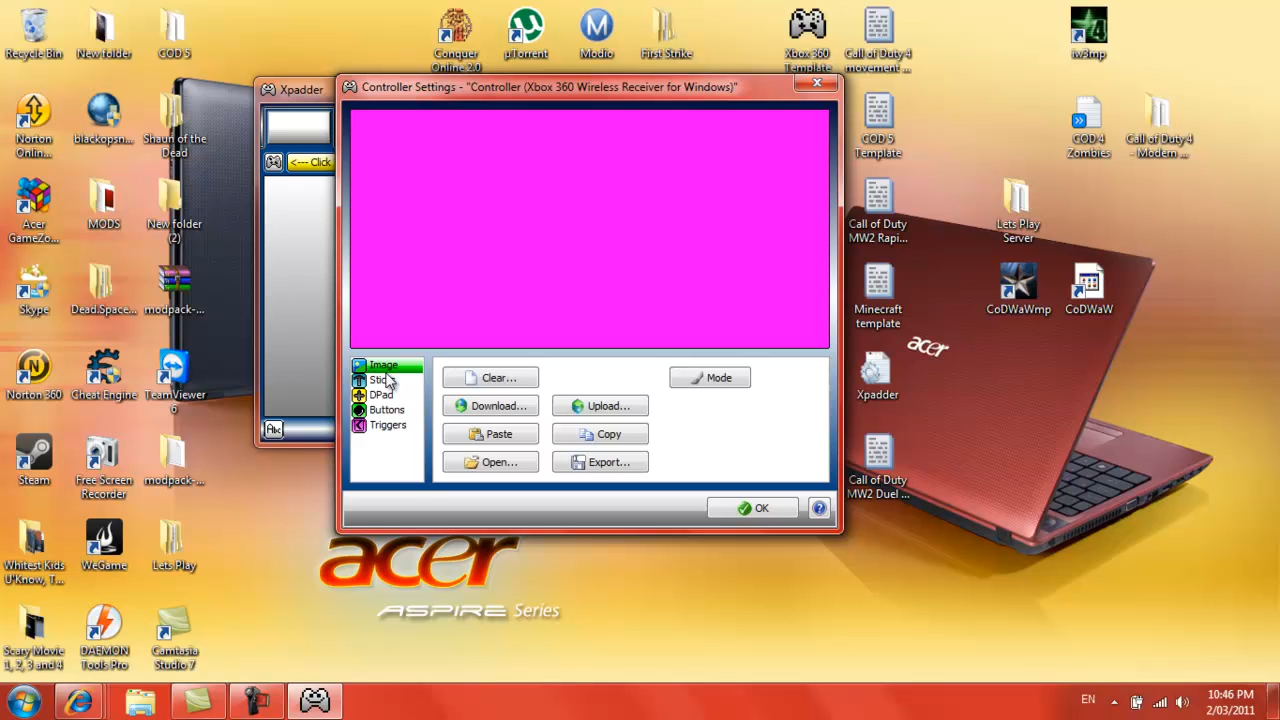 Recycle Bin
New folder
COD 5
Conquer
Online 2.0
µTorrent
Modio
First Strike
Xbox 360
Template
Call of Duty 4
movement ...
iw3mp
Norton
Online...
blackopsn...
Shaun of the
Dead
COD 5
Template
COD 4
Zombies
Call of Duty 4
- Modern ...
Acer
GameZo...
MODS
New folder
(2)
Call of Duty
MW2 Rapi...
Lets Play
Server
Skype
Dead.Space...
modpack-...
Minecraft
template
CoDWaWmp
CoDWaW
Norton 360
Cheat Engine
TeamViewer
6
Xpadder
Steam
Free Screen
Recorder
modpack-...
Call of Duty
MW2 Duel ...
Whitest Kids
U'Know, T...
WeGame
Lets Play
Scary Movie
1, 2, 3 and 4
DAEMON
Tools Pro
Camtasia
Studio 7
Xpadder
<--- Click
Controller Settings - "Controller (Xbox 360 Wireless Receiver for Windows)"
Image
DPad
Buttons
Triggers
Clear...
Mode
Download...
Upload...
Paste
Copy
Open...
Export...
OK
acer
acer
ASPIRE Series
EN
10:46 PM
2/03/2011